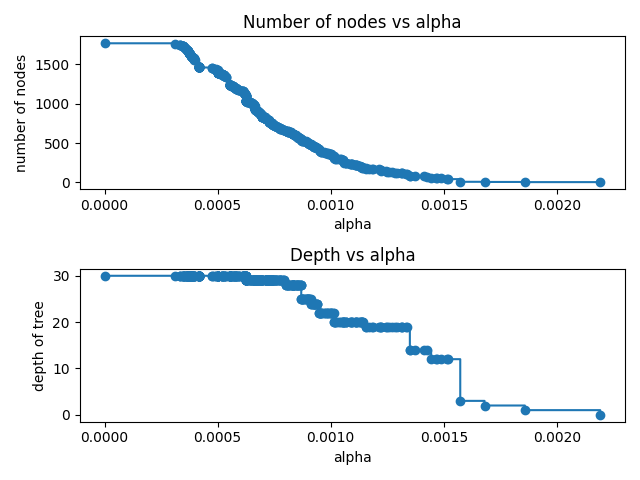 Number of nodes vs alpha
number of nodes
1500
1000
500
0
0.0000 0.0005 0.0010 0.0015 0.0020
alpha
Depth vs alpha
depth of tree
30
20
10
0
0.0000 0.0005 0.0010 0.0015 0.0020
alpha